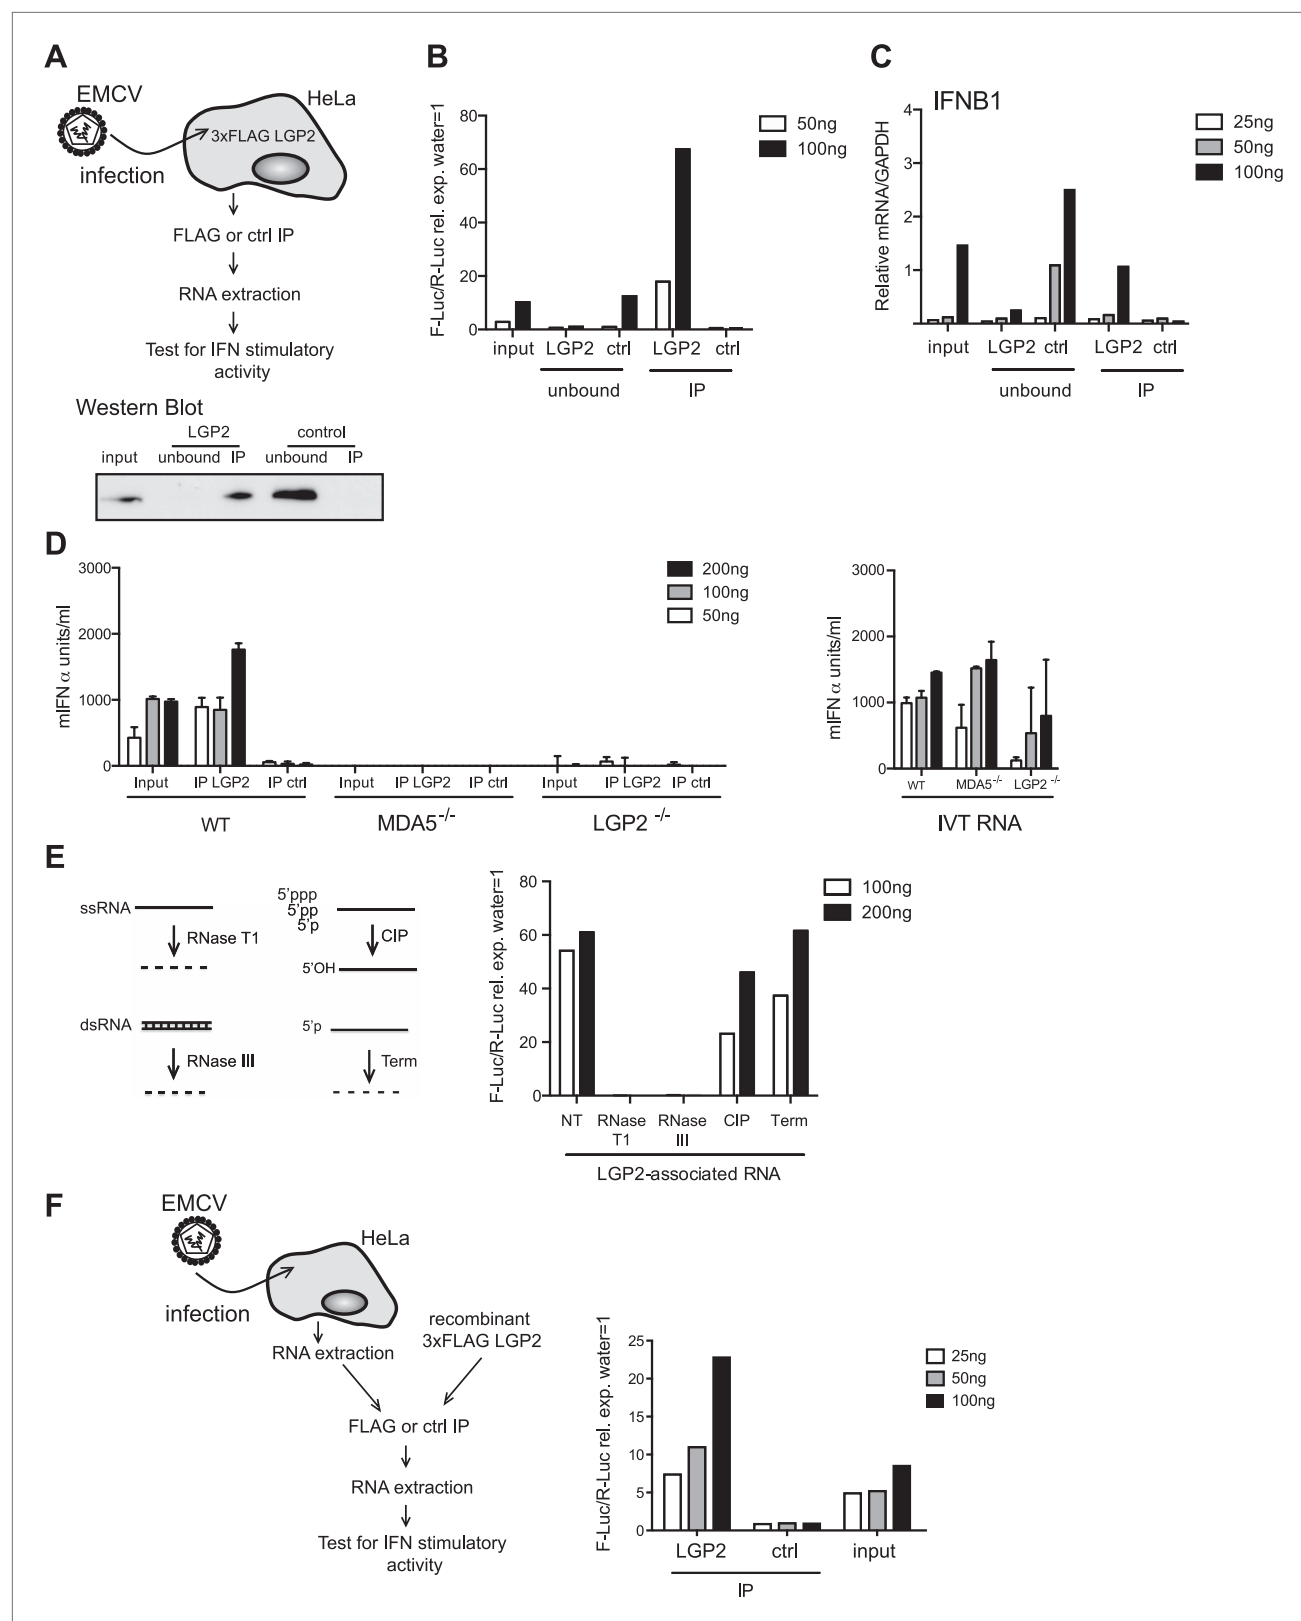 A
EMCV
HeLa
3xFLAG LGP2
infection
FLAG or ctrl IP
RNA extraction
Test for IFN stimulatory
activity
Western Blot
LGP2
control
input
unbound
IP
unbound
IP
B
F-Luc/R-Luc rel. exp. water=1
80
60
40
20
0
50ng
100ng
input
LGP2
ctrl
LGP2
ctrl
unbound
IP
C
IFNB1
Relative mRNA/GAPDH
4
3
2
1
25ng
50ng
100ng
input
LGP2
ctrl
LGP2
ctrl
unbound
IP
D
mIFN α units/ml
3000
2000
1000
0
200ng
100ng
50ng
Input
IP LGP2
IP ctrl
Input
IP LGP2
IP ctrl
Input
IP LGP2
IP ctrl
WT
MDA5-/-
LGP2 -/-
mIFN α units/ml
3000
2000
1000
0
WT
MDA5-/-
LGP2 -/-
IVT RNA
E
ssRNA
RNase T1
dsRNA
RNase III
5'ppp
5'pp
5'p
CIP
5'OH
5'p
Term
F-Luc/R-Luc rel. exp. water=1
80
60
40
20
0
100ng
200ng
NT
RNase
T1
RNase
III
CIP
Term
LGP2-associated RNA
F
EMCV
HeLa
infection
recombinant
3xFLAG LGP2
RNA extraction
FLAG or ctrl IP
RNA extraction
Test for IFN stimulatory
activity
F-Luc/R-Luc rel. exp. water=1
25
20
15
10
5
0
25ng
50ng
100ng
LGP2
ctrl
input
IP